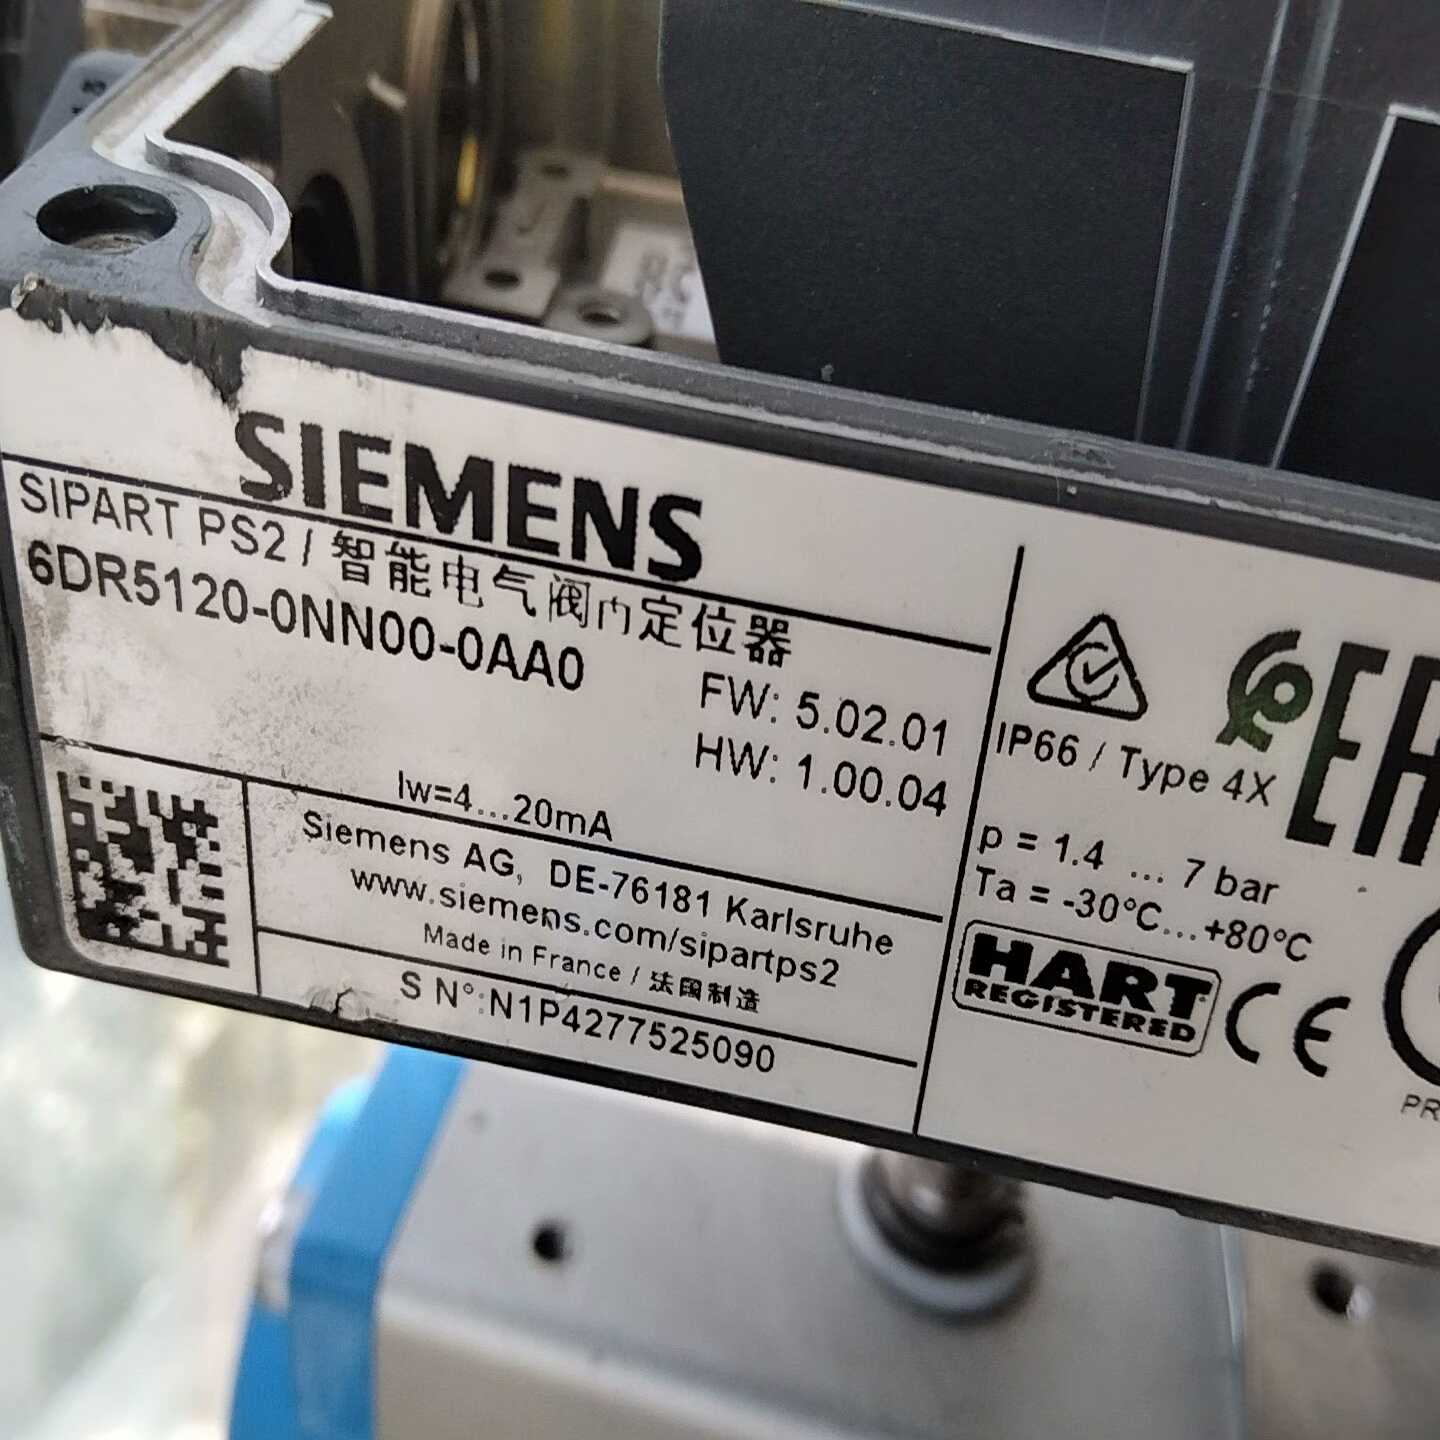 SIEMENS
SIPART PS2 / 智能电气阀门定位器
6DR5120-0NN00-0AA0
FW: 5.02.01
HW: 1.00.04
Iw=4...20mA
Siemens AG, DE-76181 Karlsruhe
www.siemens.com/sipartps2
Made in France / 法国制造
S N°:N1P4277525090
IP66 / Type 4X
p = 1.4 ... 7 bar
Ta = -30°C...+80°C
HART
REGISTERED
CE
EAC
PR